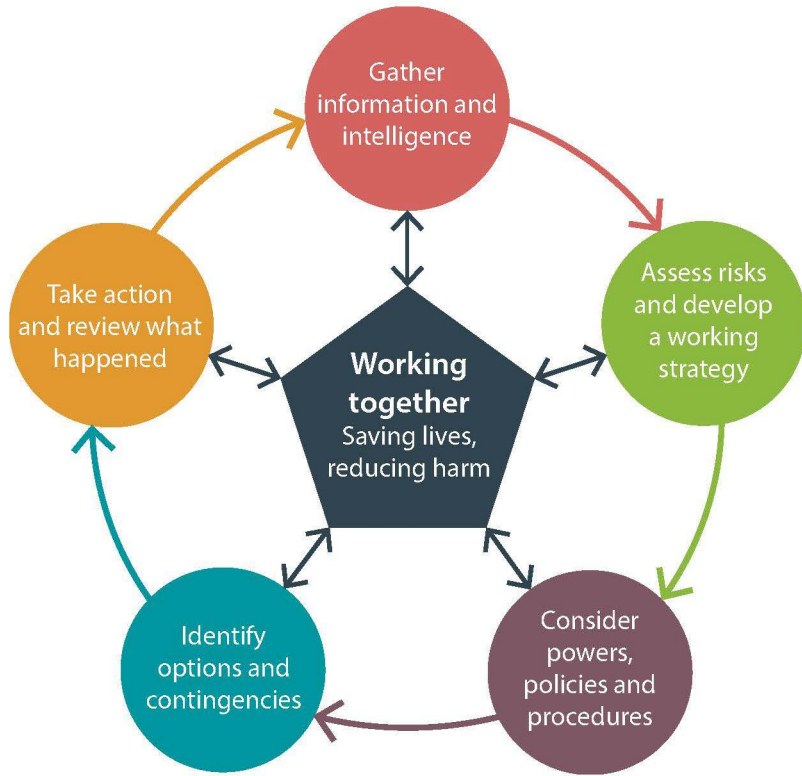 Gather
information and
intelligence
Assess risks
and develop
a working
strategy
Consider
powers,
policies and
procedures
Identify
options and
contingencies
Take action
and review what
happened
Working
together
Saving lives,
reducing harm